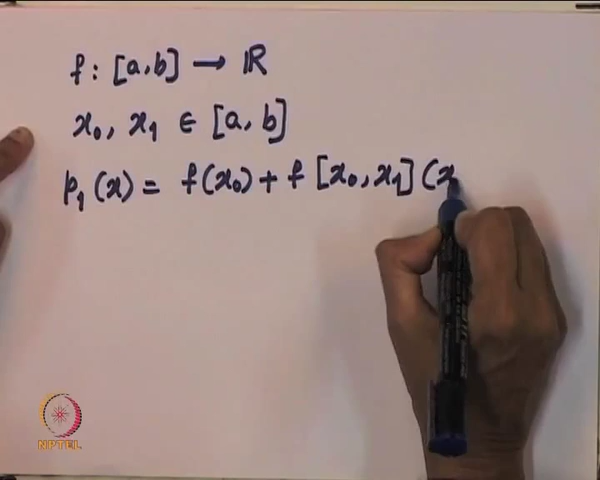 f : [a,b] → ℝ
x₀, x₁ ∈ [a, b]
p₁(x) = f(x₀) + f [x₀, x₁] (x
NPTEL